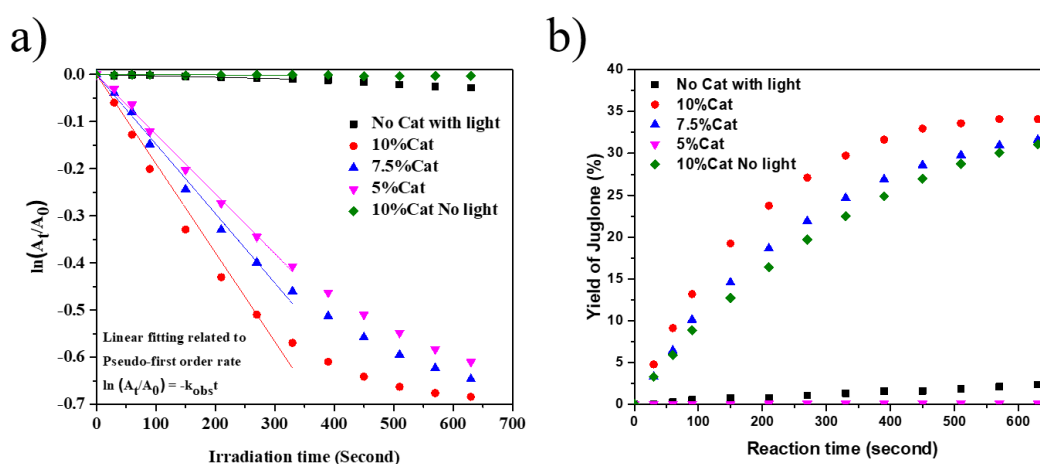 a)
ln(At/A0)
0.0
-0.1
-0.2
-0.3
-0.4
-0.5
-0.6
-0.7
No Cat with light
10%Cat
7.5%Cat
5%Cat
10%Cat No light
Linear fitting related to
Pseudo-first order rate
ln (At/A0) = -kobst
0 100 200 300 400 500 600 700
Irradiation time (Second)
b)
Yield of Juglone (%)
40
35
30
25
20
15
10
5
0
No Cat with light
10%Cat
7.5%Cat
5%Cat
10%Cat No light
0 100 200 300 400 500 600
Reaction time (second)